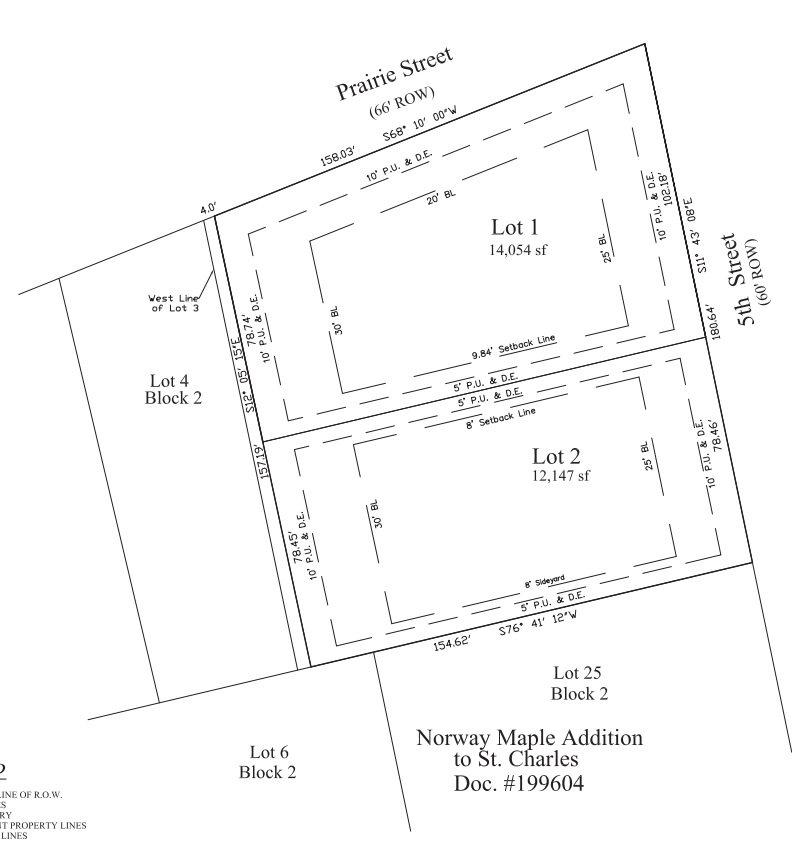 Prairie Street
(66' ROW)
S68° 10' 00"W
158.03'
10' P.U. & D.E.
20' BL
4.0'
Lot 1
14,054 sf
25' BL
10' P.U. & D.E.
102.18'
S11° 43' 08"E
5th Street
(60' ROW)
180.64'
West Line
of Lot 3
30' BL
78.74'
10' P.U. & D.E.
S12° 05' 15"E
9.84' Setback Line
5' P.U. & D.E.
5' P.U. & D.E.
8' Setback Line
Lot 4
Block 2
157.19'
Lot 2
12,147 sf
25' BL
10' P.U. & D.E.
78.46'
30' BL
78.45'
10' P.U. & D.E.
8' Sideyard
5' P.U. & D.E.
S76° 41' 12"W
154.62'
Lot 25
Block 2
Lot 6
Block 2
Norway Maple Addition
to St. Charles
Doc. #199604
LINE OF R.O.W.
PROPERTY LINES
LINES